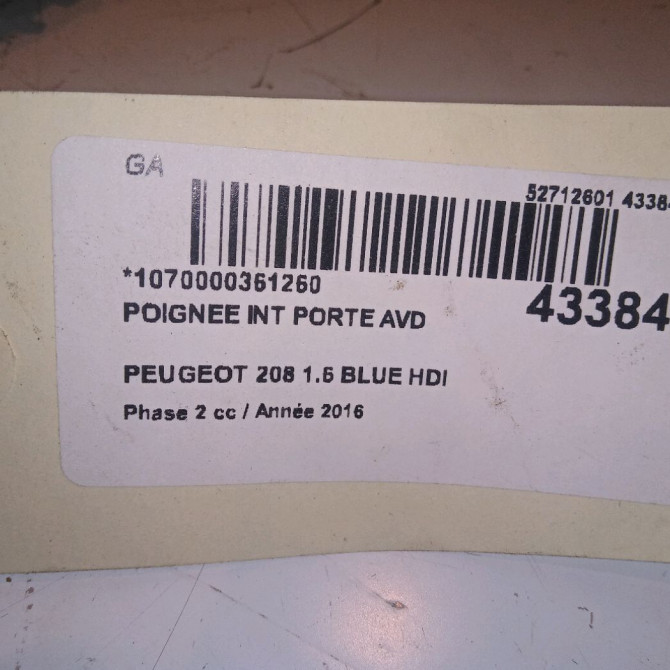 GA
52712601 4338
*1070000361260
43384
POIGNEE INT PORTE AVD
PEUGEOT 208 1.6 BLUE HDI
Phase 2 cc / Année 2016